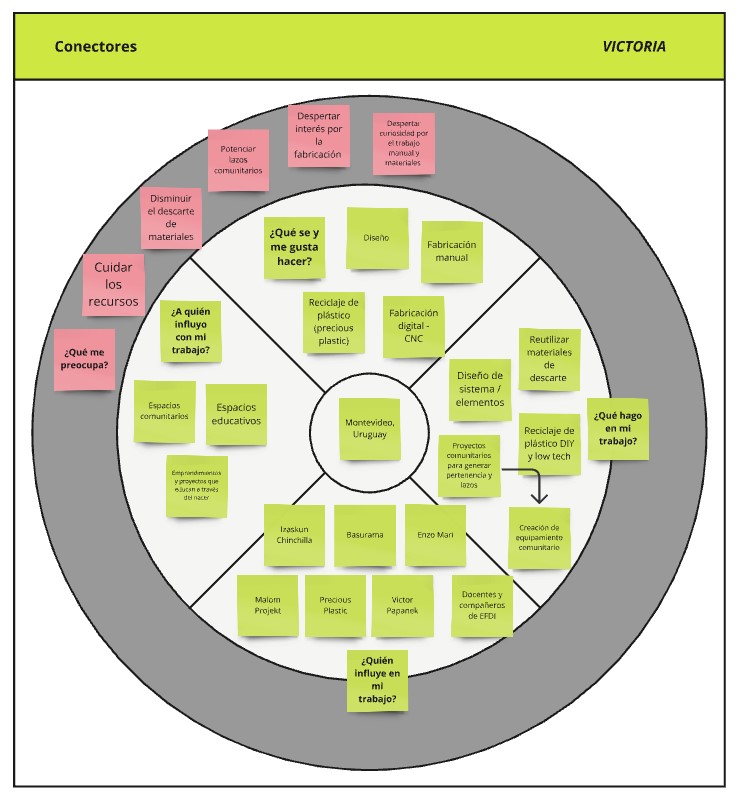 Conectores
VICTORIA
Despertar
interés por
la
fabricación
Despertar
curiosidad por
el trabajo
manual y
materiales
Potenciar
lazos
comunitarios
Disminuir
el descarte
de
materiales
Cuidar
los
recursos
¿Qué me
preocupa?
¿Qué se y
me gusta
hacer?
Diseño
Fabricación
manual
Reciclaje de
plástico
(precious
plastic)
Fabricación
digital -
CNC
¿A quién
influyo
con mi
trabajo?
Espacios
comunitarios
Espacios
educativos
Emprendimientos
y proyectos que
educan a través
del hacer
Montevideo,
Uruguay
Reutilizar
materiales
de
descarte
Diseño de
sistema /
elementos
¿Qué hago
en mi
trabajo?
Reciclaje de
plástico DIY
y low tech
Proyectos
comunitarios
para generar
pertenencia y
lazos
Creación de
equipamiento
comunitario
Izaskun
Chinchilla
Basurama
Enzo Mari
Malom
Projekt
Precious
Plastic
Victor
Papanek
Docentes y
compañeros
de EFDI
¿Quién
influye en
mi
trabajo?